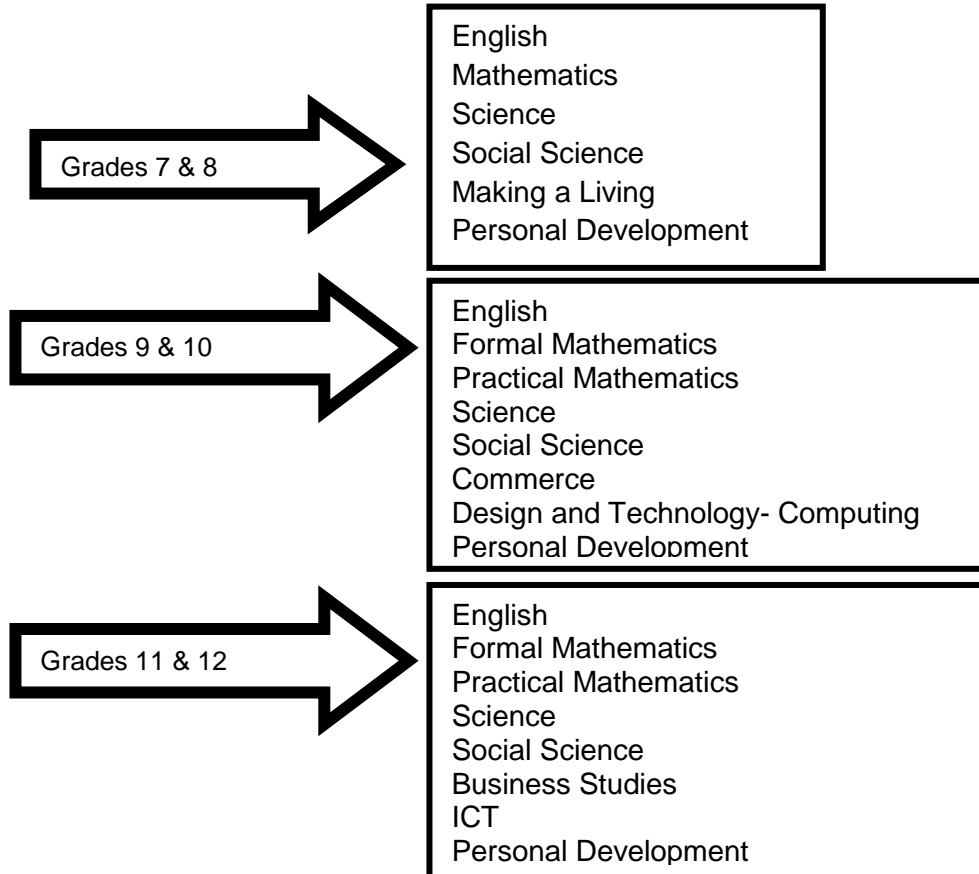 Grades 7 & 8
English
Mathematics
Science
Social Science
Making a Living
Personal Development
Grades 9 & 10
English
Formal Mathematics
Practical Mathematics
Science
Social Science
Commerce
Design and Technology- Computing
Personal Development
Grades 11 & 12
English
Formal Mathematics
Practical Mathematics
Science
Social Science
Business Studies
ICT
Personal Development